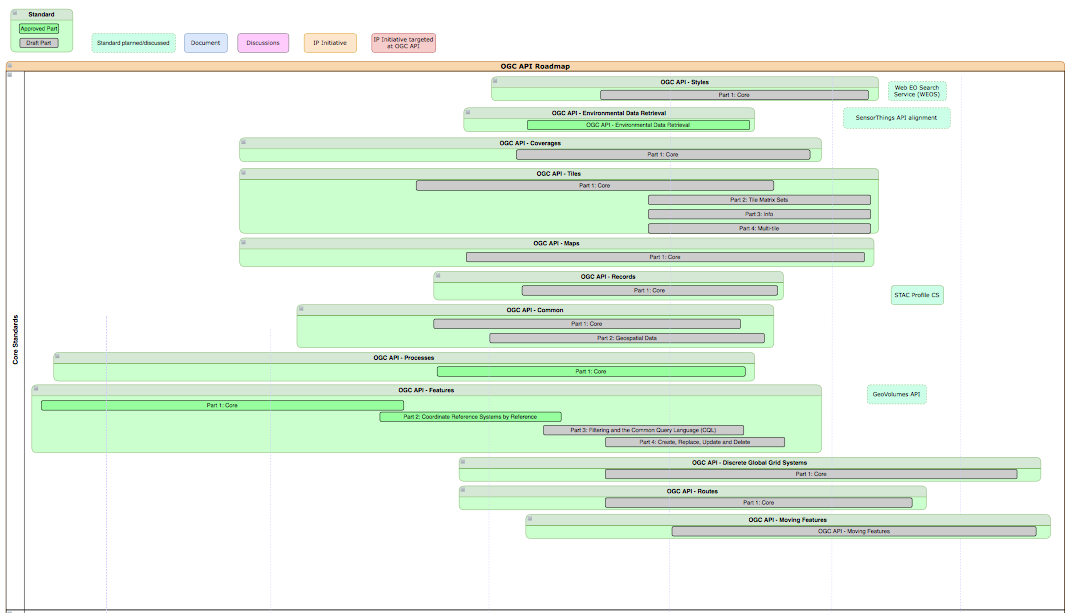 Standard
Approved Part
Draft Part
Standard planned/discussed
Document
Discussions
IP Initiative
IP Initiative targeted
at OGC API
OGC API Roadmap
Core Standards
OGC API - Styles
Part 1: Core
Web EO Search
Service (WEOS)
OGC API - Environmental Data Retrieval
OGC API - Environmental Data Retrieval
SensorThings API alignment
OGC API - Coverages
Part 1: Core
OGC API - Tiles
Part 1: Core
Part 2: Tile Matrix Sets
Part 3: Info
Part 4: Multi-tile
OGC API - Maps
Part 1: Core
OGC API - Records
Part 1: Core
STAC Profile CS
OGC API - Common
Part 1: Core
Part 2: Geospatial Data
OGC API - Processes
Part 1: Core
OGC API - Features
Part 1: Core
Part 2: Coordinate Reference Systems by Reference
Part 3: Filtering and the Common Query Language (CQL)
Part 4: Create, Replace, Update and Delete
GeoVolumes API
OGC API - Discrete Global Grid Systems
Part 1: Core
OGC API - Routes
Part 1: Core
OGC API - Moving Features
OGC API - Moving Features